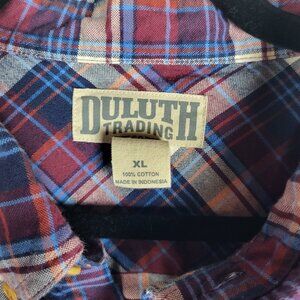 DULUTH
TRADING
XL
100% COTTON
MADE IN INDONESIA